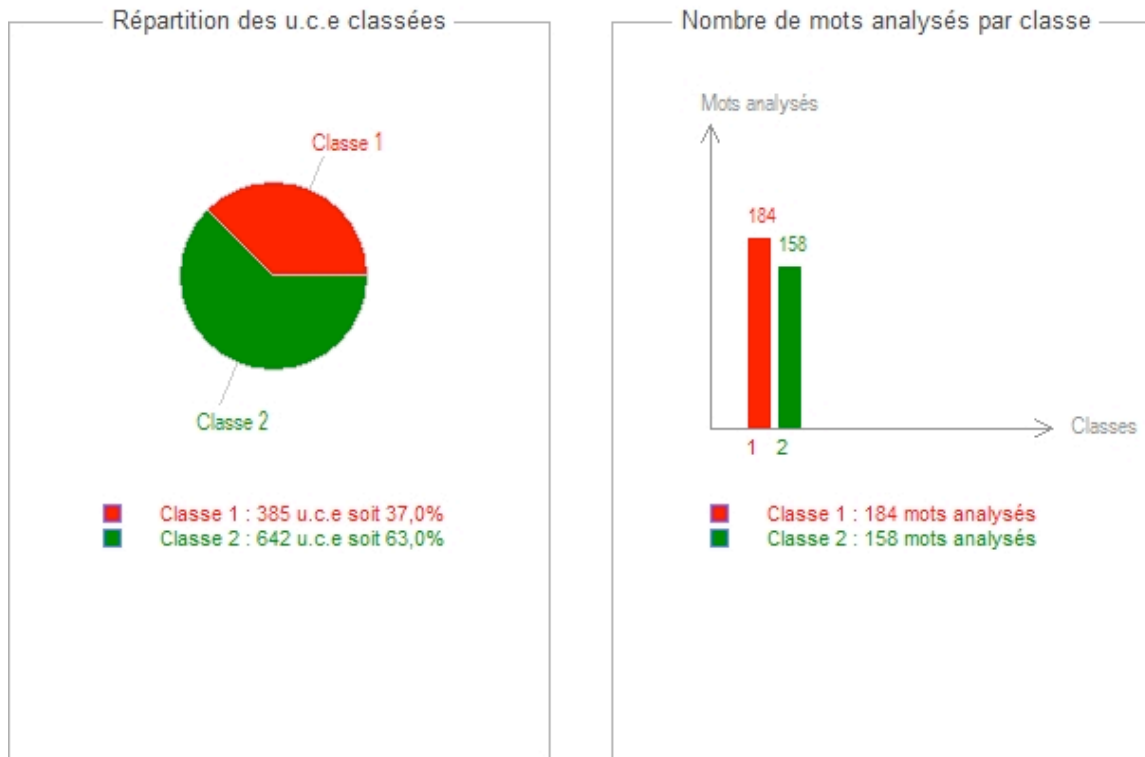 Répartition des u.c.e classées
Classe 1
Classe 2
Classe 1 : 385 u.c.e soit 37,0%
Classe 2 : 642 u.c.e soit 63,0%
Nombre de mots analysés par classe
Mots analysés
184
158
Classes
1 2
Classe 1 : 184 mots analysés
Classe 2 : 158 mots analysés